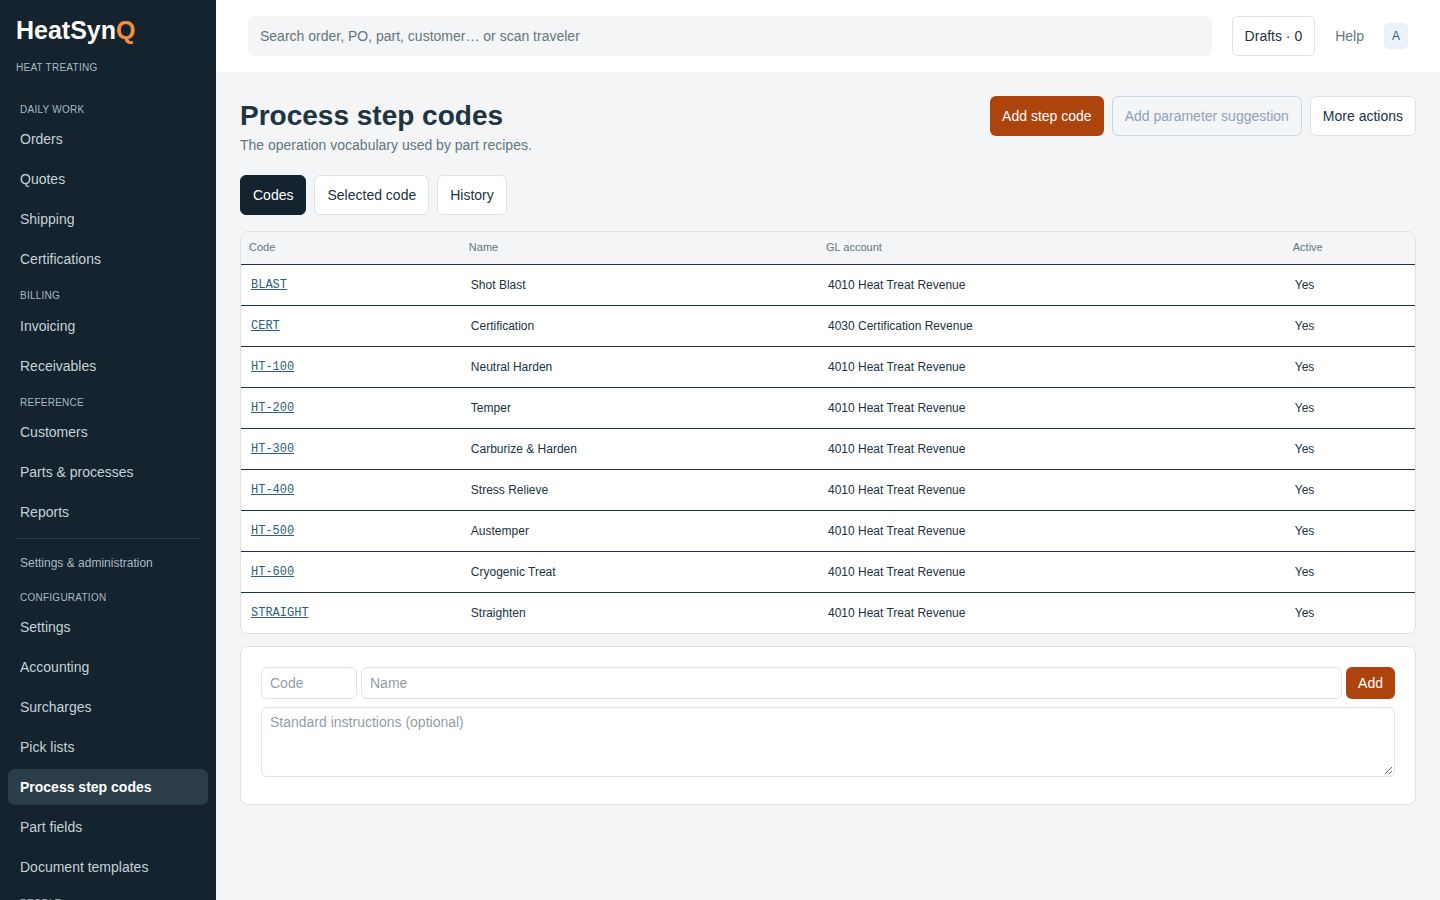 HeatSynQ
HEAT TREATING
DAILY WORK
Orders
Quotes
Shipping
Certifications
BILLING
Invoicing
Receivables
REFERENCE
Customers
Parts & processes
Reports
Settings & administration
CONFIGURATION
Settings
Accounting
Surcharges
Pick lists
Process step codes
Part fields
Document templates
Search order, PO, part, customer… or scan traveler
Drafts · 0
Help
A
Process step codes
The operation vocabulary used by part recipes.
Add step code
Add parameter suggestion
More actions
Codes
Selected code
History
Code Name GL account Active
BLAST Shot Blast 4010 Heat Treat Revenue Yes
CERT Certification 4030 Certification Revenue Yes
HT-100 Neutral Harden 4010 Heat Treat Revenue Yes
HT-200 Temper 4010 Heat Treat Revenue Yes
HT-300 Carburize & Harden 4010 Heat Treat Revenue Yes
HT-400 Stress Relieve 4010 Heat Treat Revenue Yes
HT-500 Austemper 4010 Heat Treat Revenue Yes
HT-600 Cryogenic Treat 4010 Heat Treat Revenue Yes
STRAIGHT Straighten 4010 Heat Treat Revenue Yes
Code
Name
Add
Standard instructions (optional)